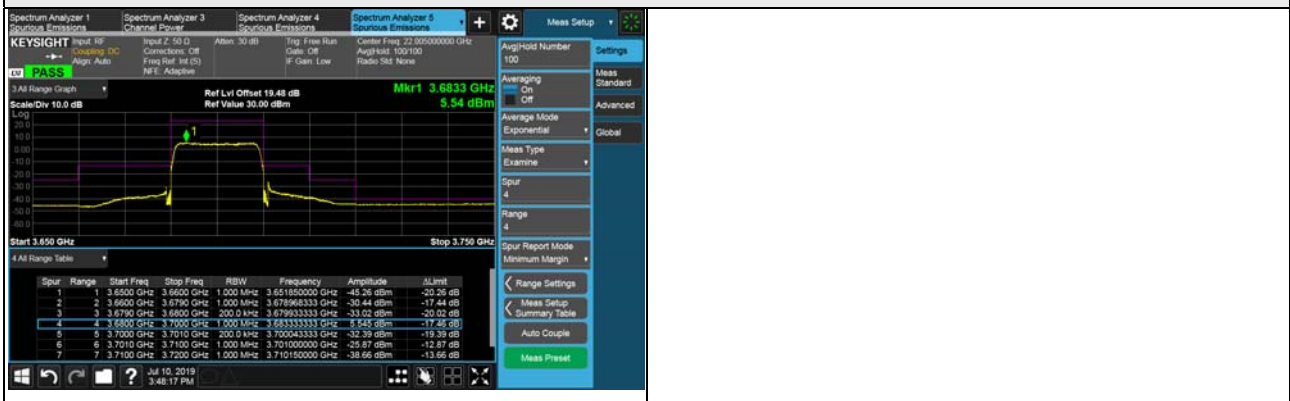 Spectrum Analyzer 1
Spurious Emissions
Spectrum Analyzer 3
Channel Power
Spectrum Analyzer 4
Spurious Emissions
Spectrum Analyzer 5
Spurious Emissions
+
Meas Setup
KEYSIGHT
Input: RF
Coupling: DC
Align: Auto
Input Z: 50 Ω
Corrections: Off
Freq Ref: Int (S)
NFE: Adaptive
Atten: 30 dB
Trig: Free Run
Gate: Off
IF Gain: Low
Center Freq: 22.005000000 GHz
Avg|Hold: 100/100
Radio Std: None
PASS
3 All Range Graph
Scale/Div 10.0 dB
Ref Lvl Offset 19.48 dB
Ref Value 30.00 dBm
Mkr1 3.6833 GHz
5.54 dBm
Log
20.0
10.0
0.00
-10.0
-20.0
-30.0
-40.0
-50.0
-60.0
1
Start 3.650 GHz
Stop 3.750 GHz
4 All Range Table
Spur Range Start Freq Stop Freq RBW Frequency Amplitude ΔLimit
1 1 3.6500 GHz 3.6600 GHz 1.000 MHz 3.651850000 GHz -45.26 dBm -20.26 dB
2 2 3.6600 GHz 3.6790 GHz 1.000 MHz 3.678968333 GHz -30.44 dBm -17.44 dB
3 3 3.6790 GHz 3.6800 GHz 200.0 kHz 3.679933333 GHz -33.02 dBm -20.02 dB
4 4 3.6800 GHz 3.7000 GHz 1.000 MHz 3.683333333 GHz 5.545 dBm -17.46 dB
5 5 3.7000 GHz 3.7010 GHz 200.0 kHz 3.700043333 GHz -32.39 dBm -19.39 dB
6 6 3.7010 GHz 3.7100 GHz 1.000 MHz 3.701000000 GHz -25.87 dBm -12.87 dB
7 7 3.7100 GHz 3.7200 GHz 1.000 MHz 3.710150000 GHz -38.66 dBm -13.66 dB
?
Jul 10, 2019
3:48:17 PM
Avg|Hold Number
100
Averaging
On
Off
Average Mode
Exponential
Meas Type
Examine
Spur
4
Range
4
Spur Report Mode
Minimum Margin
Range Settings
Meas Setup
Summary Table
Auto Couple
Meas Preset
Settings
Meas
Standard
Advanced
Global